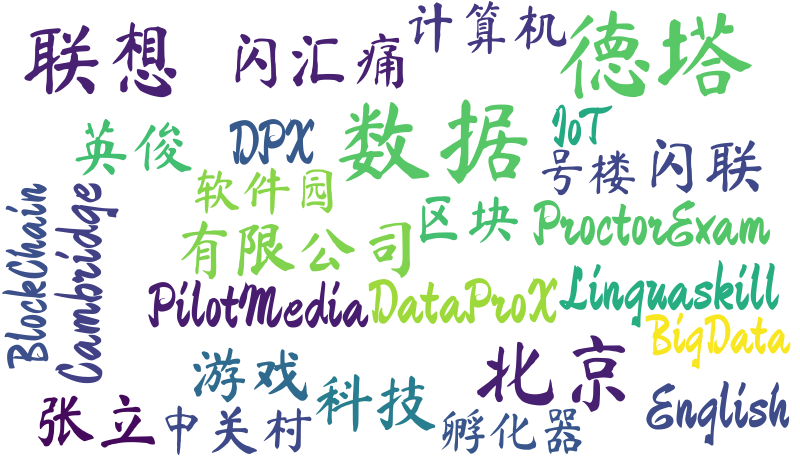 联想
闪汇痛
计算机
德塔
英俊
DPX
数据
IoT
号楼
闪联
软件园
区块
ProctorExam
BlockChain
Cambridge
有限公司
PilotMedia
DataProX
Linguaskill
BigData
游戏
科技
北京
English
张立
中关村
孵化器